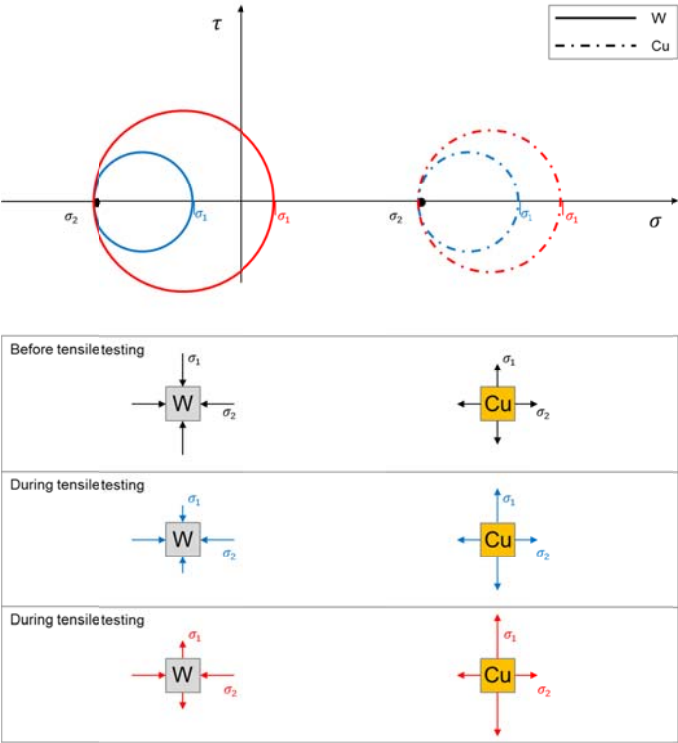 τ
W
Cu
σ₂ σ₁ σ₁ σ₂ σ₁ σ₁ σ
Before tensile testing
σ₁ σ₁
W Cu
σ₂ σ₂
During tensile testing
σ₁ σ₁
W Cu
σ₂ σ₂
During tensile testing
σ₁ σ₁
W Cu
σ₂ σ₂